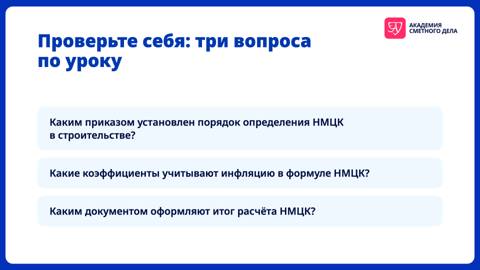 АКАДЕМИЯ
СМЕТНОГО ДЕЛА
Проверьте себя: три вопроса
по уроку
Каким приказом установлен порядок определения НМЦК
в строительстве?
Какие коэффициенты учитывают инфляцию в формуле НМЦК?
Каким документом оформляют итог расчёта НМЦК?